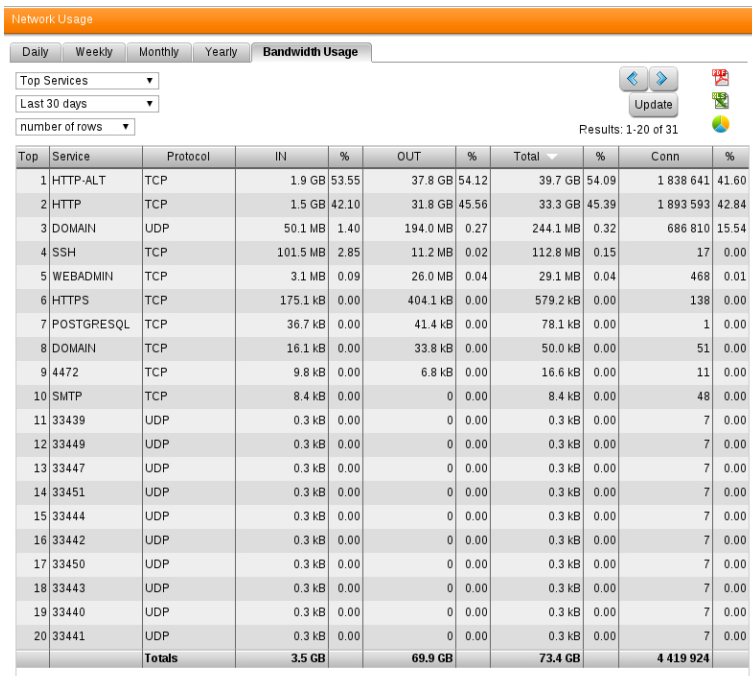 Network Usage
Daily Weekly Monthly Yearly Bandwidth Usage
Top Services
Last 30 days
Update
number of rows
Results: 1-20 of 31
PDF
XLS
Top Service Protocol IN % OUT % Total % Conn %
1 HTTP-ALT TCP 1.9 GB 53.55 37.8 GB 54.12 39.7 GB 54.09 1 838 641 41.60
2 HTTP TCP 1.5 GB 42.10 31.8 GB 45.56 33.3 GB 45.39 1 893 593 42.84
3 DOMAIN UDP 50.1 MB 1.40 194.0 MB 0.27 244.1 MB 0.32 686 810 15.54
4 SSH TCP 101.5 MB 2.85 11.2 MB 0.02 112.8 MB 0.15 17 0.00
5 WEBADMIN TCP 3.1 MB 0.09 26.0 MB 0.04 29.1 MB 0.04 468 0.01
6 HTTPS TCP 175.1 kB 0.00 404.1 kB 0.00 579.2 kB 0.00 138 0.00
7 POSTGRESQL TCP 36.7 kB 0.00 41.4 kB 0.00 78.1 kB 0.00 1 0.00
8 DOMAIN TCP 16.1 kB 0.00 33.8 kB 0.00 50.0 kB 0.00 51 0.00
9 4472 TCP 9.8 kB 0.00 6.8 kB 0.00 16.6 kB 0.00 11 0.00
10 SMTP TCP 8.4 kB 0.00 0 0.00 8.4 kB 0.00 48 0.00
11 33439 UDP 0.3 kB 0.00 0 0.00 0.3 kB 0.00 7 0.00
12 33449 UDP 0.3 kB 0.00 0 0.00 0.3 kB 0.00 7 0.00
13 33447 UDP 0.3 kB 0.00 0 0.00 0.3 kB 0.00 7 0.00
14 33451 UDP 0.3 kB 0.00 0 0.00 0.3 kB 0.00 7 0.00
15 33444 UDP 0.3 kB 0.00 0 0.00 0.3 kB 0.00 7 0.00
16 33442 UDP 0.3 kB 0.00 0 0.00 0.3 kB 0.00 7 0.00
17 33450 UDP 0.3 kB 0.00 0 0.00 0.3 kB 0.00 7 0.00
18 33443 UDP 0.3 kB 0.00 0 0.00 0.3 kB 0.00 7 0.00
19 33440 UDP 0.3 kB 0.00 0 0.00 0.3 kB 0.00 7 0.00
20 33441 UDP 0.3 kB 0.00 0 0.00 0.3 kB 0.00 7 0.00
Totals 3.5 GB 69.9 GB 73.4 GB 4 419 924